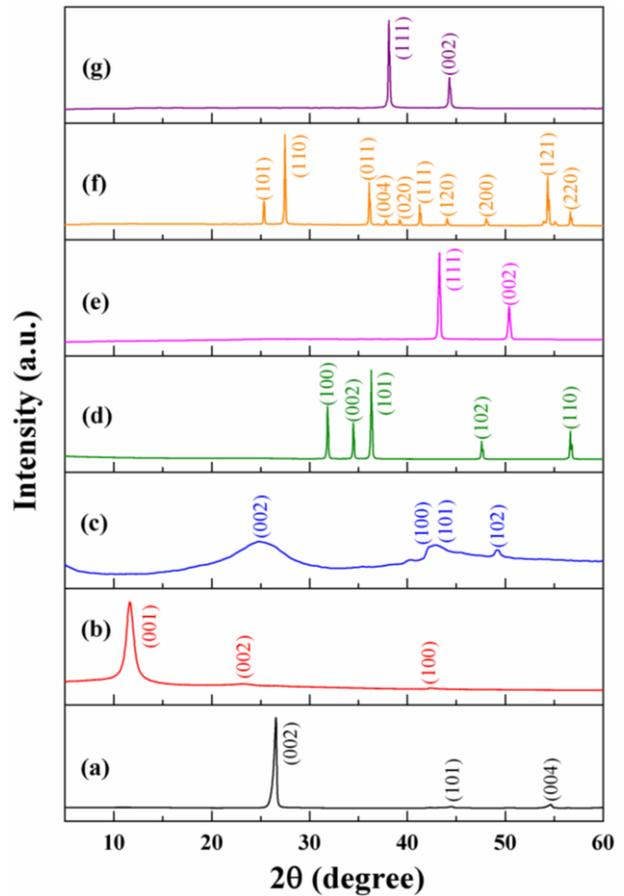 (g)
(111)
(002)
(f)
(101)
(110)
(011)
(004)
(020)
(111)
(120)
(200)
(121)
(220)
(e)
(111)
(002)
(d)
(100)
(002)
(101)
(102)
(110)
(c)
(002)
(100)
(101)
(102)
(b)
(001)
(002)
(100)
(a)
(002)
(101)
(004)
10 20 30 40 50 60
2θ (degree)
Intensity (a.u.)